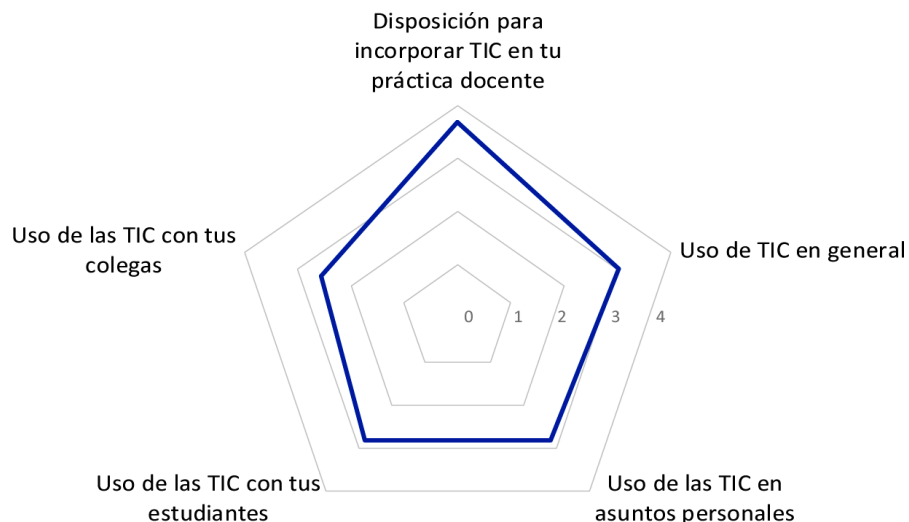 Disposición para
incorporar TIC en tu
práctica docente
Uso de las TIC con tus
colegas
Uso de TIC en general
0 1 2 3 4
Uso de las TIC con tus
estudiantes
Uso de las TIC en
asuntos personales